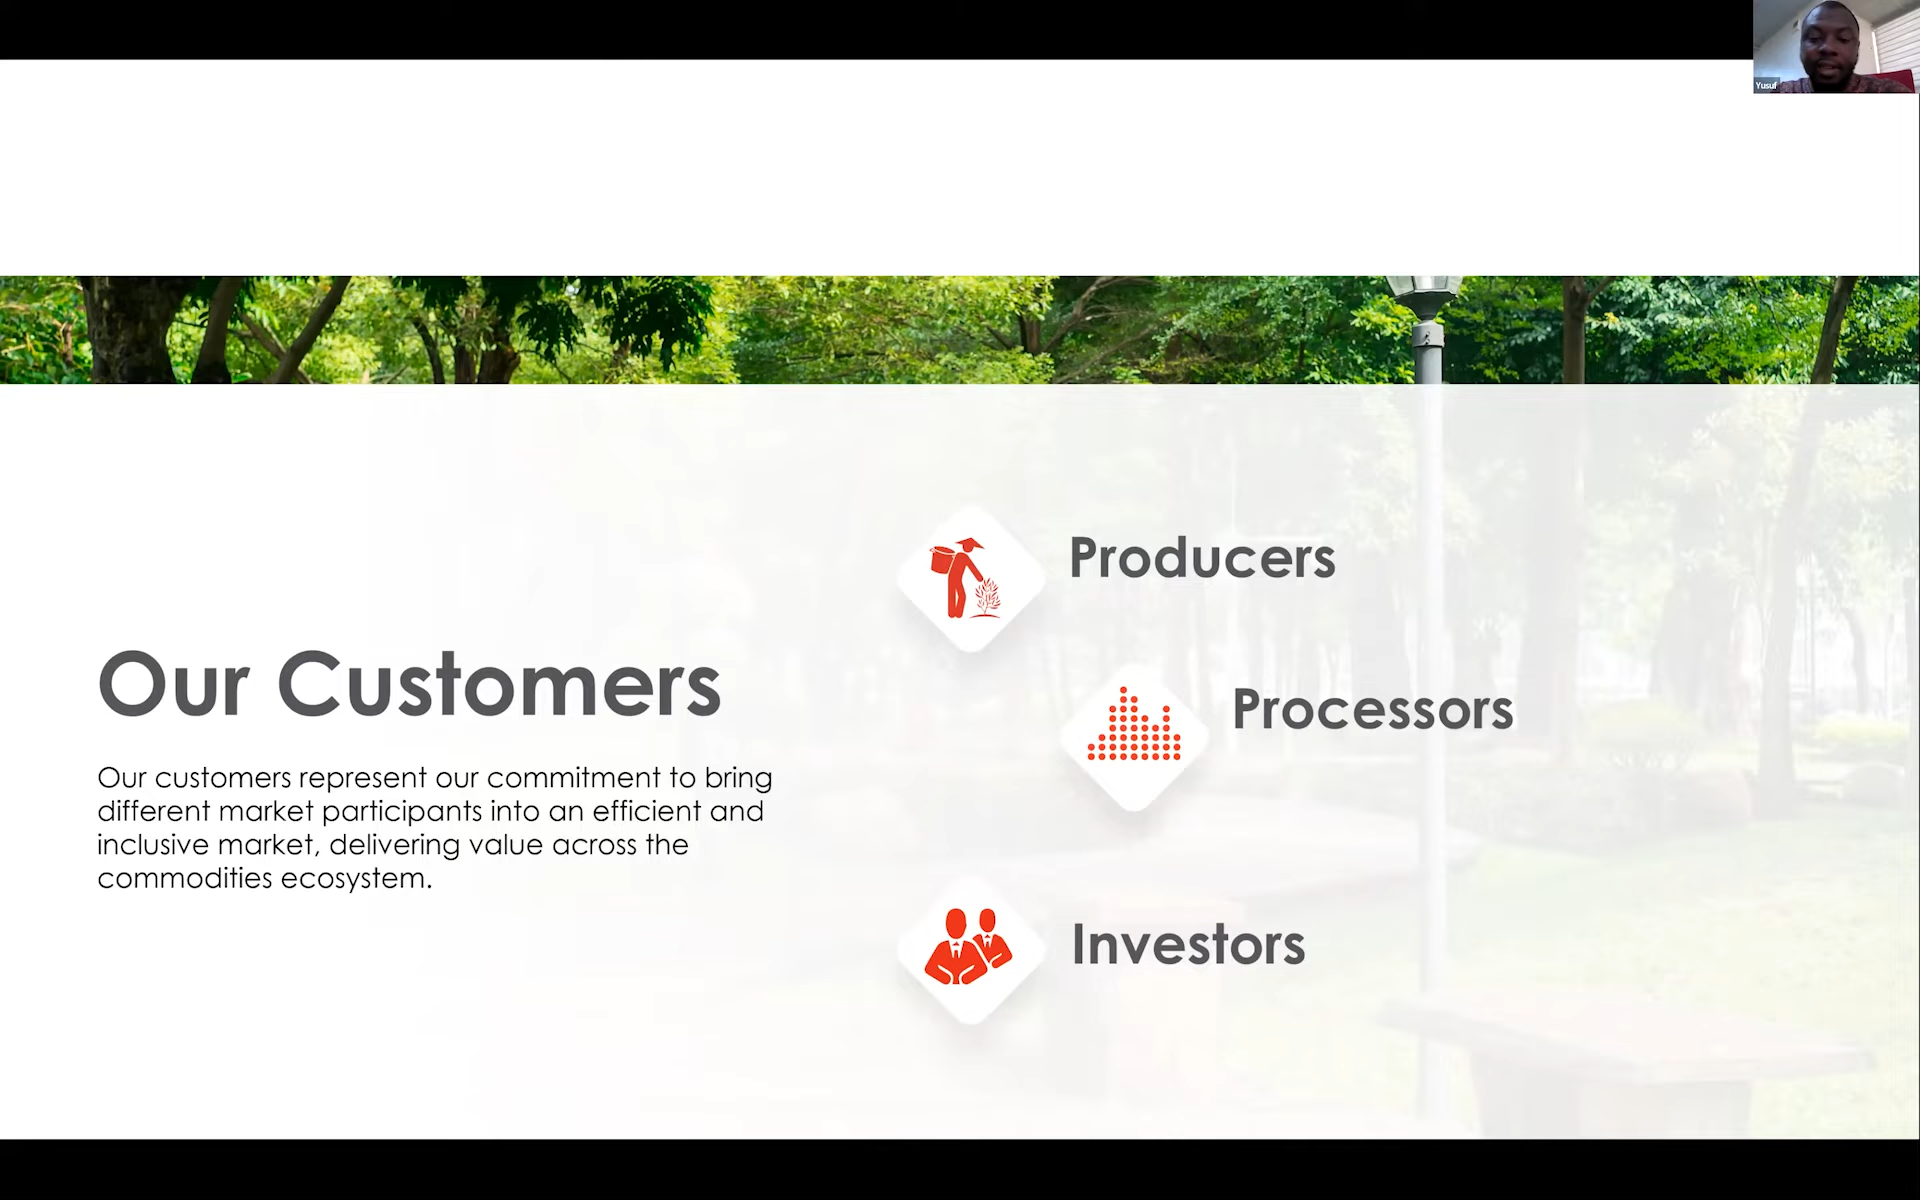 Yusuf
Our Customers
Our customers represent our commitment to bring
different market participants into an efficient and
inclusive market, delivering value across the
commodities ecosystem.
Producers
Processors
Investors